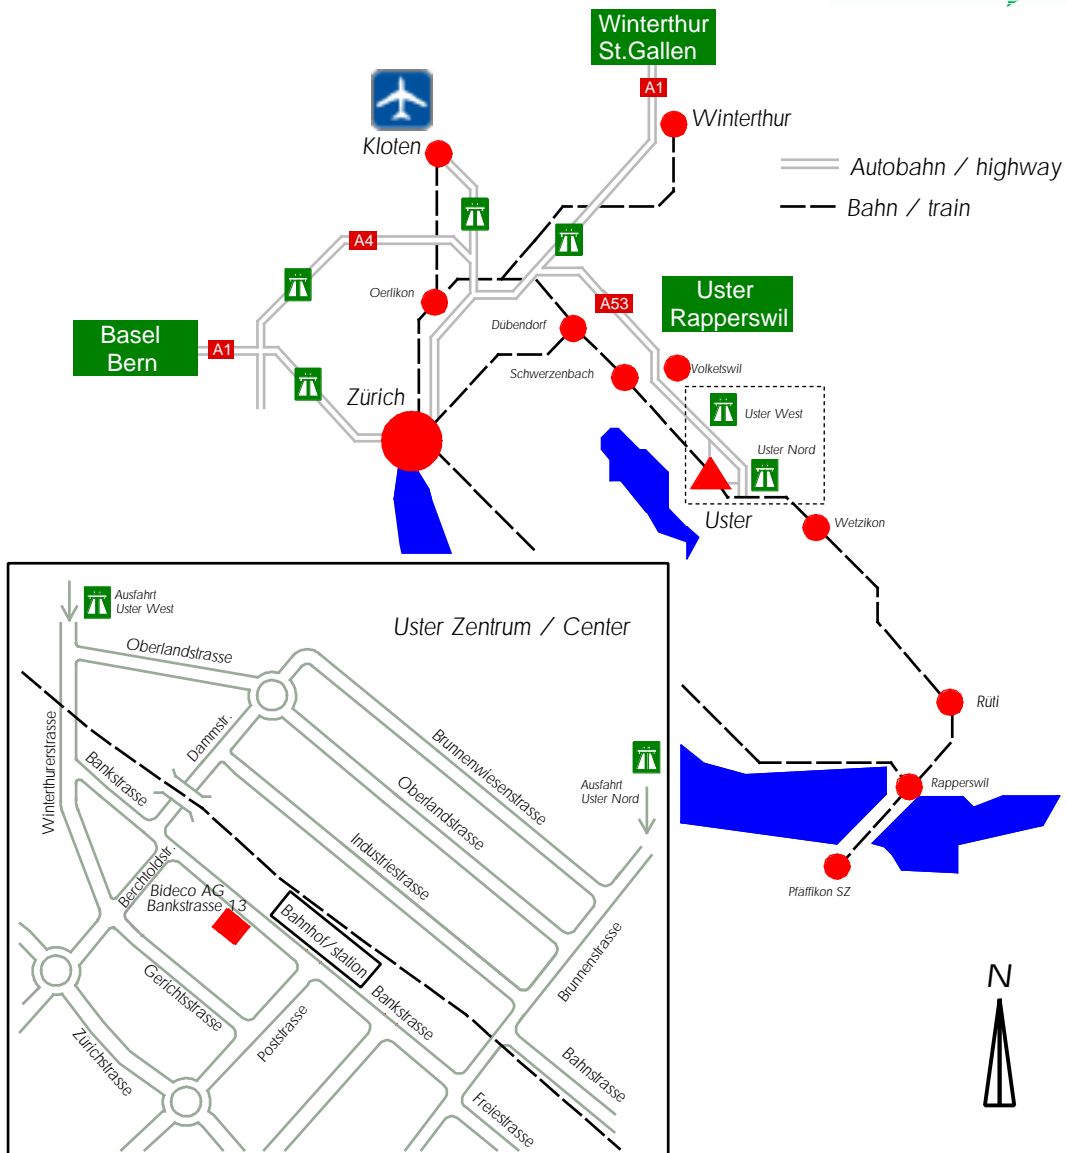 Winterthur
St.Gallen
A1
Winterthur
Kloten
Autobahn / highway
Bahn / train
A4
Oerlikon
A53
Uster
Rapperswil
Basel
Bern
A1
Dübendorf
Schwerzenbach
Volketswil
Zürich
Uster West
Uster Nord
Uster
Wetzikon
Rüti
Rapperswil
Pfäffikon SZ
N
Uster Zentrum / Center
Ausfahrt
Uster West
Oberlandstrasse
Winterthurerstrasse
Dammstr.
Bankstrasse
Brunnenwiesenstrasse
Oberlandstrasse
Industriestrasse
Ausfahrt
Uster Nord
Berchtoldstr.
Bideco AG
Bankstrasse 13
Bahnhof/station
Gerichtsstrasse
Bankstrasse
Brunnenstrasse
Poststrasse
Zürichstrasse
Bahnstrasse
Freiestrasse